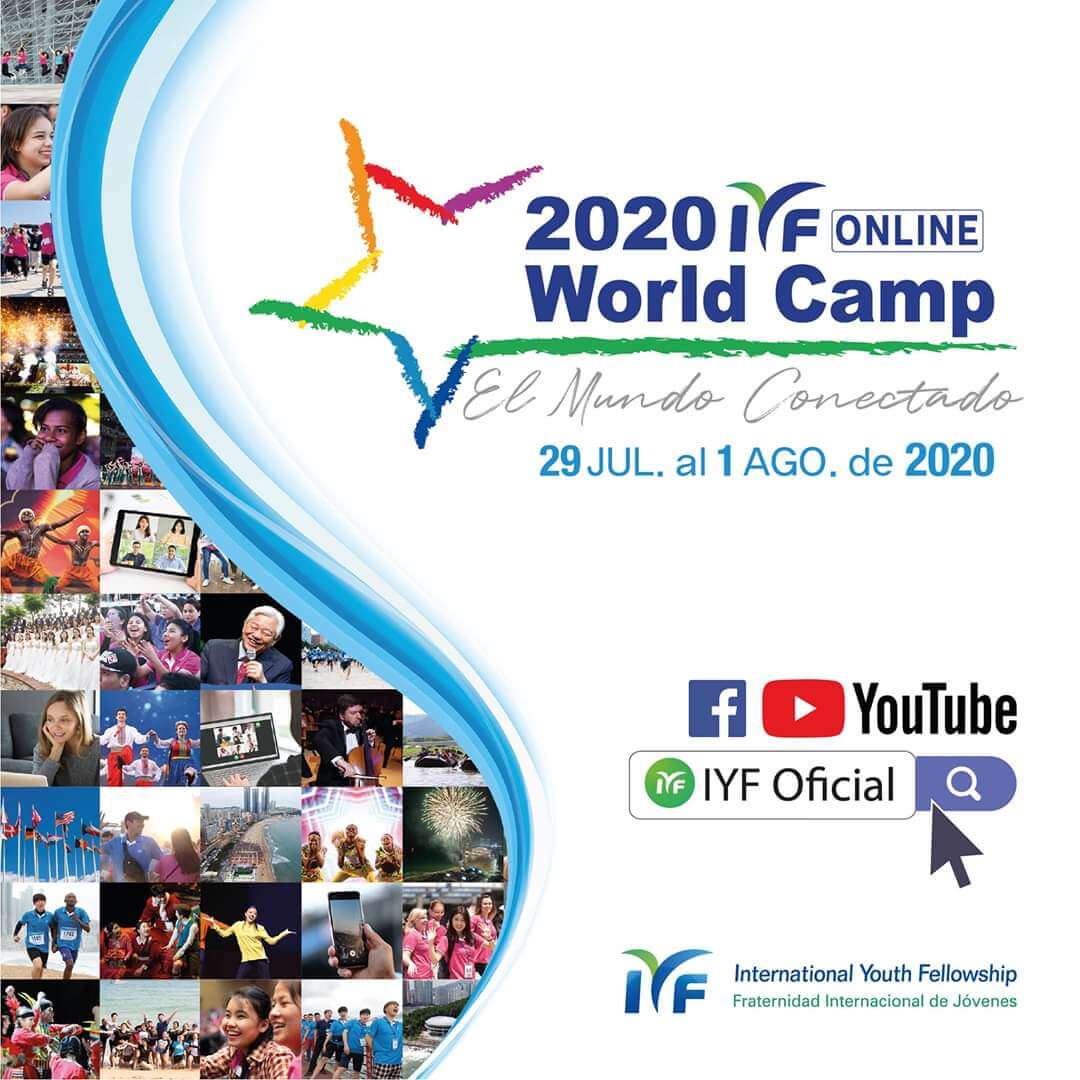 2020 IYF ONLINE
World Camp
El Mundo Conectado
29 JUL. al 1 AGO. de 2020
f YouTube
IYF IYF Oficial
IYF International Youth Fellowship
Fraternidad Internacional de Jóvenes